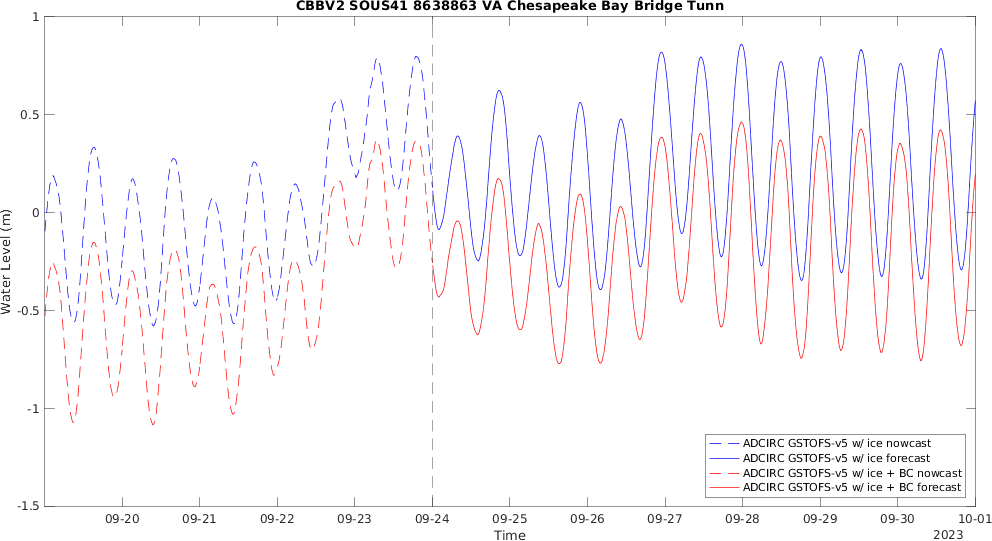 CBBV2 SOUS41 8638863 VA Chesapeake Bay Bridge Tunn
1
0.5
0
-0.5
-1
-1.5
Water Level (m)
ADCIRC GSTOFS-v5 w/ ice nowcast
ADCIRC GSTOFS-v5 w/ ice forecast
ADCIRC GSTOFS-v5 w/ ice + BC nowcast
ADCIRC GSTOFS-v5 w/ ice + BC forecast
09-20 09-21 09-22 09-23 09-24 09-25 09-26 09-27 09-28 09-29 09-30 10-01
Time
2023